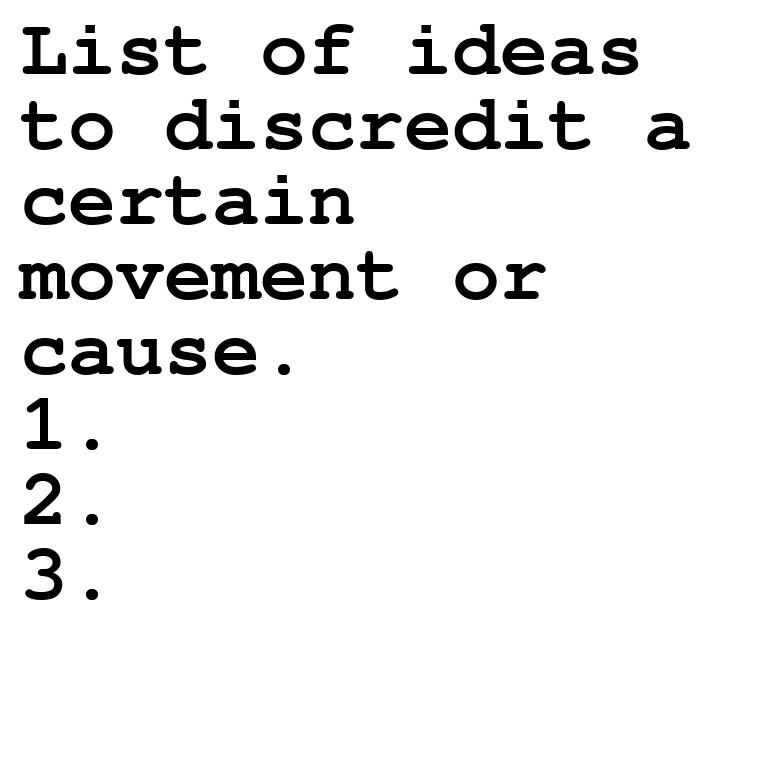 List of ideas
to discredit a
certain
movement or
cause.
1.
2.
3.